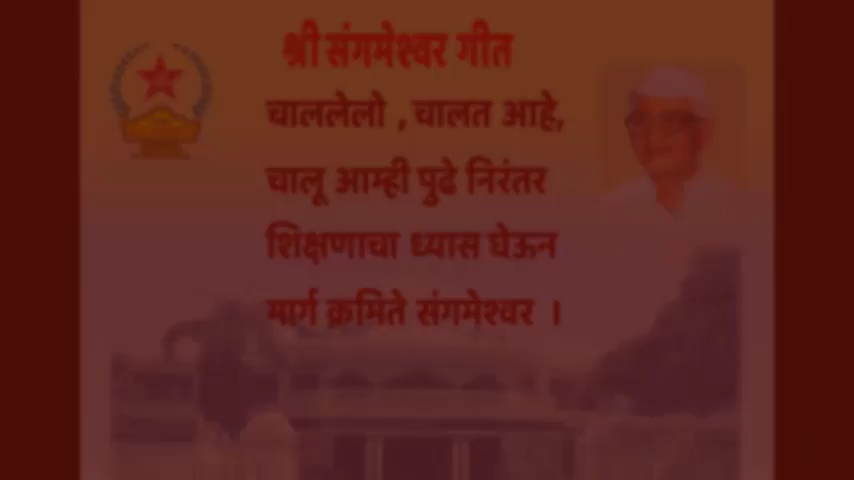 श्री संगमेश्वर गीत
चाललेलो , चालत आहे,
चालू आम्ही पुढे निरंतर
शिक्षणाचा ध्यास घेऊन
मार्ग क्रमिते संगमेश्वर ।